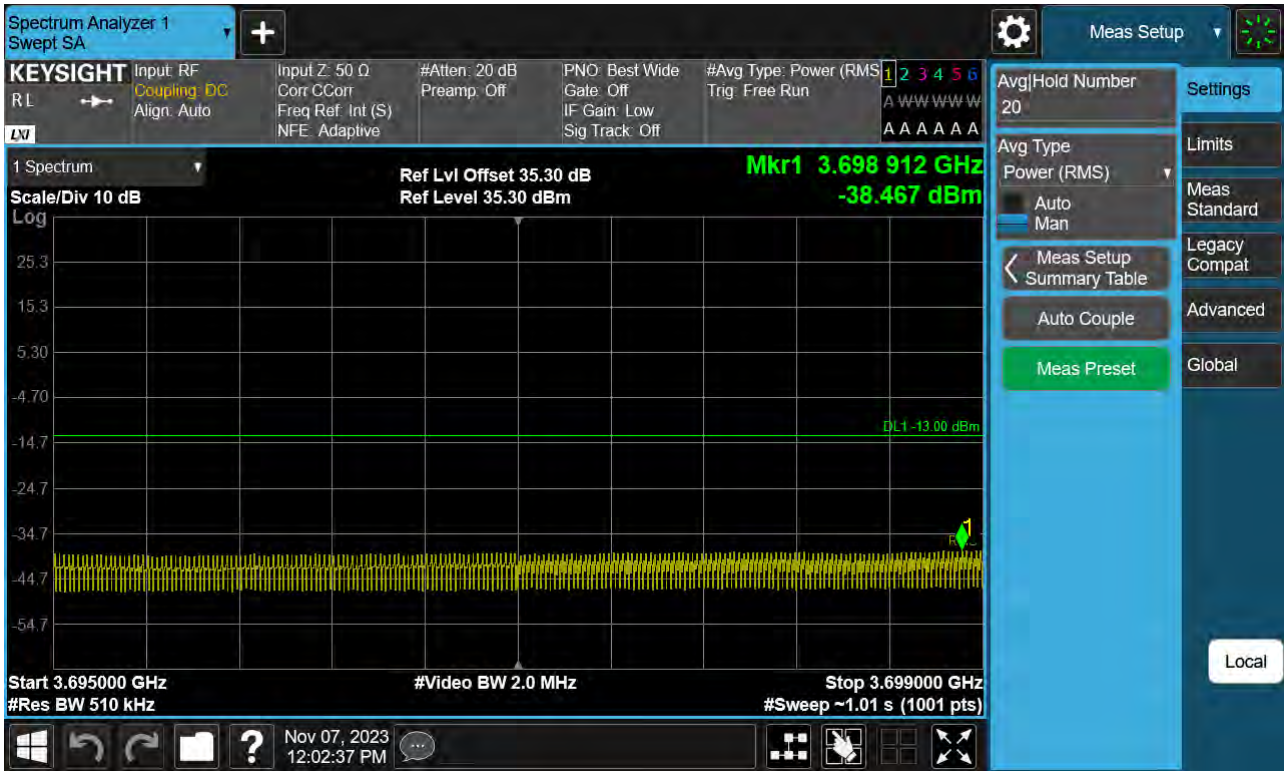 Spectrum Analyzer 1
Swept SA
+
Meas Setup
KEYSIGHT
RL
LXI
Input: RF
Coupling: DC
Align: Auto
Input Z: 50 Ω
Corr CCorr
Freq Ref: Int (S)
NFE: Adaptive
#Atten: 20 dB
Preamp: Off
PNO: Best Wide
Gate: Off
IF Gain: Low
Sig Track: Off
#Avg Type: Power (RMS
Trig: Free Run
1 2 3 4 5 6
A W W W W W
A A A A A A
1 Spectrum
Scale/Div 10 dB
Log
Ref Lvl Offset 35.30 dB
Ref Level 35.30 dBm
Mkr1 3.698 912 GHz
-38.467 dBm
25.3
15.3
5.30
-4.70
DL1 -13.00 dBm
-14.7
-24.7
1
-34.7
-44.7
-54.7
Start 3.695000 GHz
#Res BW 510 kHz
#Video BW 2.0 MHz
Stop 3.699000 GHz
#Sweep ~1.01 s (1001 pts)
Avg|Hold Number
20
Avg Type
Power (RMS)
Auto
Man
Meas Setup
Summary Table
Auto Couple
Meas Preset
Settings
Limits
Meas
Standard
Legacy
Compat
Advanced
Global
Local
?
Nov 07, 2023
12:02:37 PM